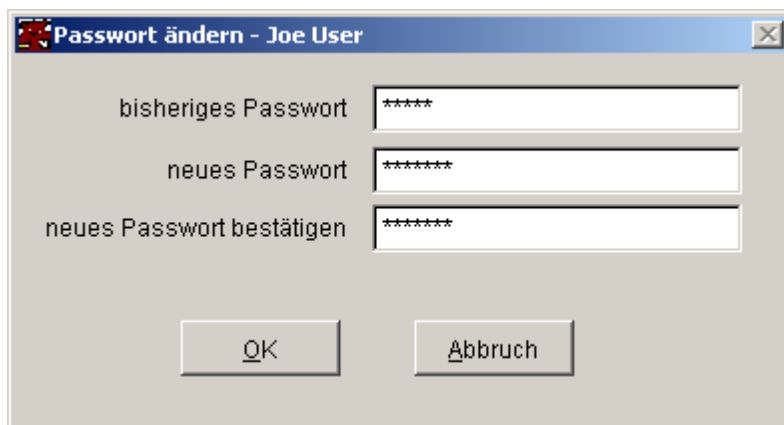 Passwort ändern - Joe User
bisheriges Passwort *****
neues Passwort *******
neues Passwort bestätigen *******
OK Abbruch